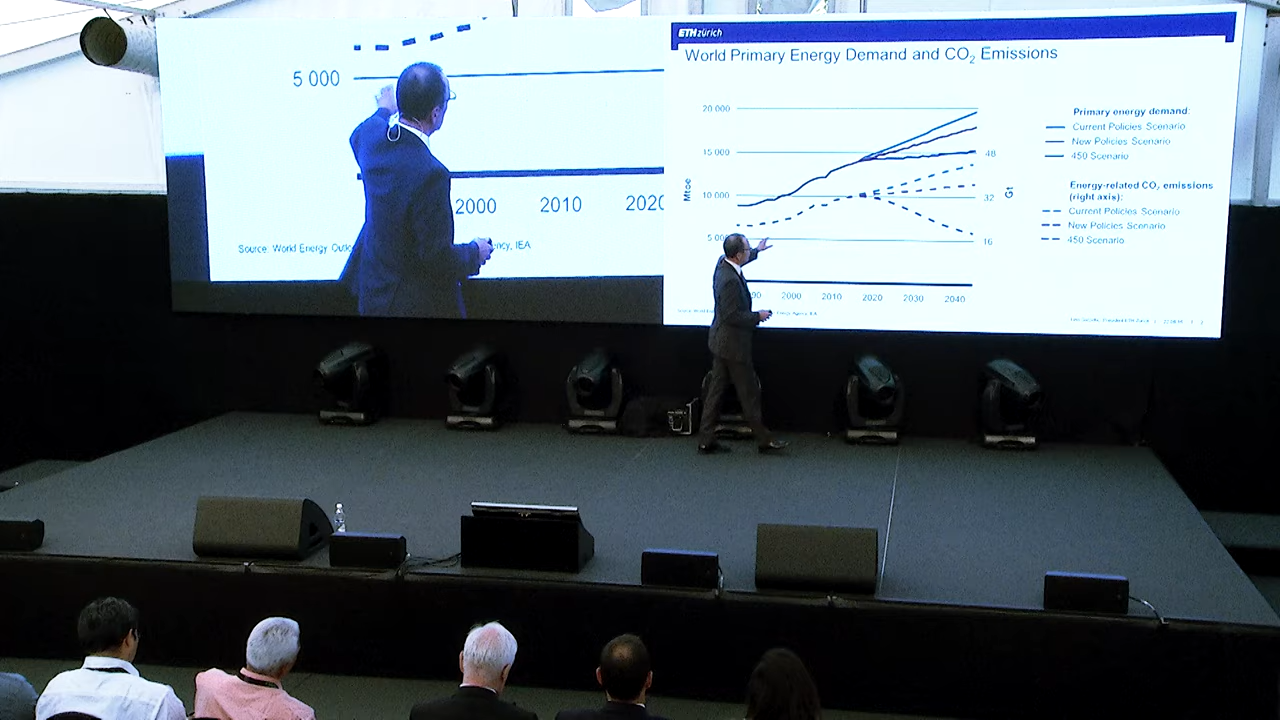 5 000
2000 2010 2020
Source: World Energy
ency, IEA
ETH zürich
World Primary Energy Demand and CO2 Emissions
20 000
15 000
10 000
5 00
Mtoe
48
32
16
Gt
90 2000 2010 2020 2030 2040
Primary energy demand:
Current Policies Scenario
New Policies Scenario
450 Scenario
Energy-related CO2 emissions
(right axis):
Current Policies Scenario
New Policies Scenario
450 Scenario